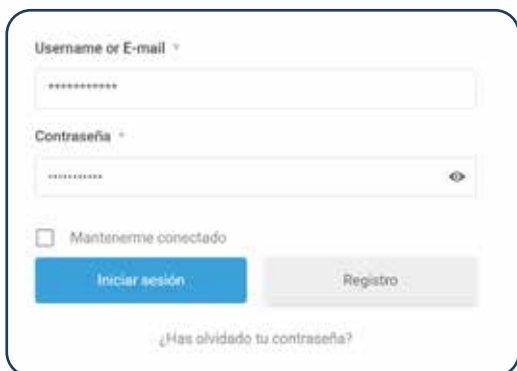 Username or E-mail *
***********
Contraseña *
**********
Mantenerme conectado
Iniciar sesión Registro
¿Has olvidado tu contraseña?